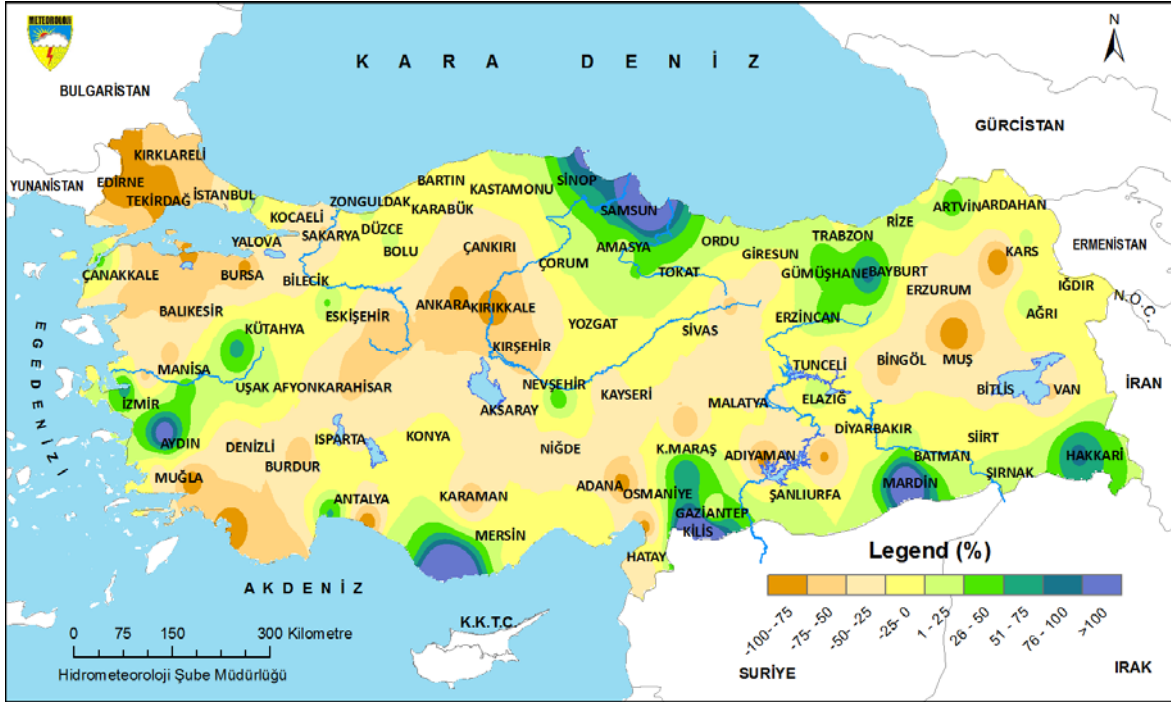 METEOROLOJİ
N
K A R A D E N İ Z
BULGARİSTAN
GÜRCİSTAN
YUNANİSTAN
ERMENİSTAN
N.Ö.C.
İRAN
E G E D E N İ Z İ
KIRKLARELİ
EDİRNE
TEKİRDAĞ
İSTANBUL
KOCAELİ
YALOVA
SAKARYA
ZONGULDAK
DÜZCE
BARTIN
KARABÜK
KASTAMONU
SİNOP
SAMSUN
BOLU
ÇANKIRI
ÇORUM
AMASYA
TOKAT
ORDU
GİRESUN
TRABZON
RİZE
ARTVİN
ARDAHAN
KARS
GÜMÜŞHANE
BAYBURT
ERZURUM
IĞDIR
AĞRI
ÇANAKKALE
BURSA
BİLECİK
BALIKESİR
KÜTAHYA
ESKİŞEHİR
ANKARA
KIRIKKALE
YOZGAT
SİVAS
ERZİNCAN
KIRŞEHİR
MANİSA
UŞAK
AFYONKARAHİSAR
NEVŞEHİR
KAYSERİ
AKSARAY
TUNCELİ
BİNGÖL
MUŞ
BİTLİS
VAN
ELAZIĞ
MALATYA
İZMİR
AYDIN
DENİZLİ
ISPARTA
BURDUR
KONYA
NİĞDE
K.MARAŞ
ADIYAMAN
DİYARBAKIR
SİİRT
BATMAN
HAKKARİ
MARDİN
ŞIRNAK
MUĞLA
ANTALYA
KARAMAN
ADANA
OSMANİYE
GAZİANTEP
KİLİS
ŞANLIURFA
MERSİN
HATAY
A K D E N İ Z
K.K.T.C.
SURİYE
IRAK
Legend (%)
-100- -75
-75- -50
-50- -25
-25- 0
1 - 25
26 - 50
51 - 75
76 - 100
>100
0 75 150 300 Kilometre
Hidrometeoroloji Şube Müdürlüğü